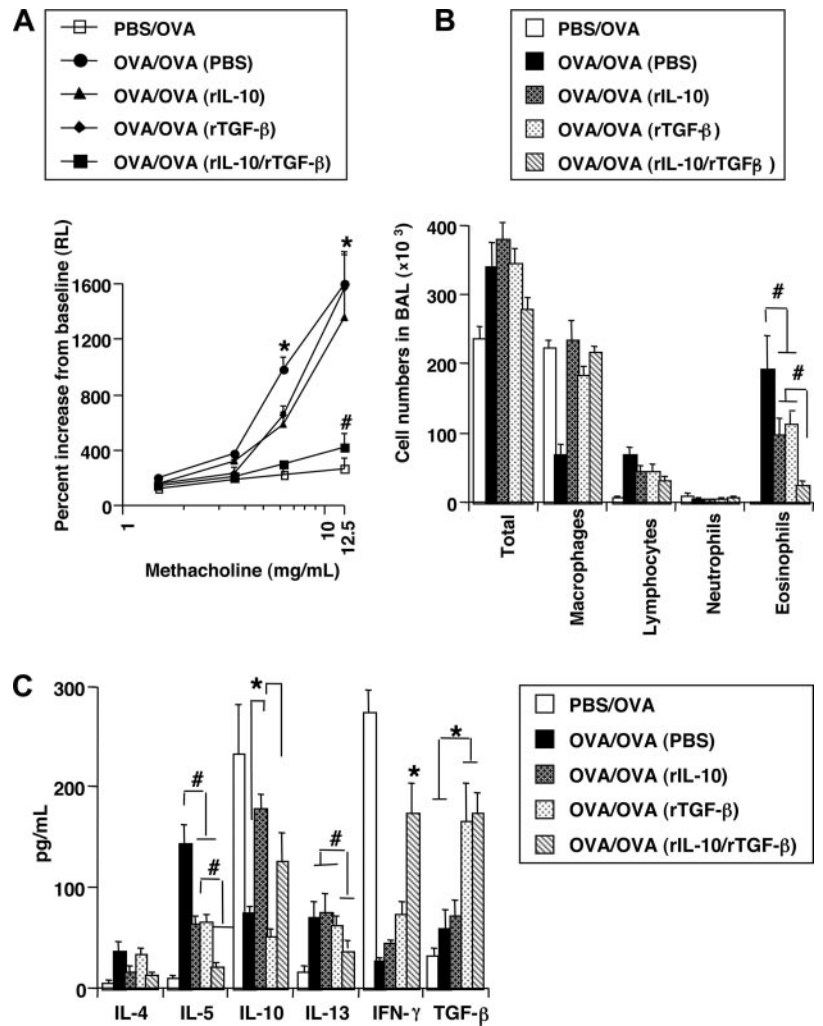 A
PBS/OVA
OVA/OVA (PBS)
OVA/OVA (rIL-10)
OVA/OVA (rTGF-β)
OVA/OVA (rIL-10/rTGF-β)
Percent increase from baseline (RL)
1600
1200
800
400
0
1
10
12.5
Methacholine (mg/mL)
*
*
#
B
PBS/OVA
OVA/OVA (PBS)
OVA/OVA (rIL-10)
OVA/OVA (rTGF-β)
OVA/OVA (rIL-10/rTGFβ )
Cell numbers in BAL (x10 3)
400
300
200
100
0
#
#
Total
Macrophages
Lymphocytes
Neutrophils
Eosinophils
C
pg/mL
300
200
100
0
#
#
*
#
*
*
IL-4
IL-5
IL-10
IL-13
IFN-γ
TGF-β
PBS/OVA
OVA/OVA (PBS)
OVA/OVA (rIL-10)
OVA/OVA (rTGF-β)
OVA/OVA (rIL-10/rTGF-β)